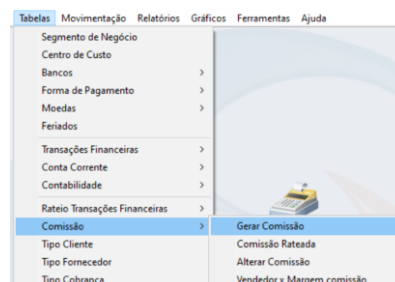 Tabelas Movimentação Relatórios Gráficos Ferramentas Ajuda
Segmento de Negócio
Centro de Custo
Bancos
Forma de Pagamento
Moedas
Feriados
Transações Financeiras
Conta Corrente
Contabilidade
Rateio Transações Financeiras
Comissão
Gerar Comissão
Tipo Cliente
Comissão Rateada
Tipo Fornecedor
Alterar Comissão
Tipo Cobrança
Vendedor x Margem comissão